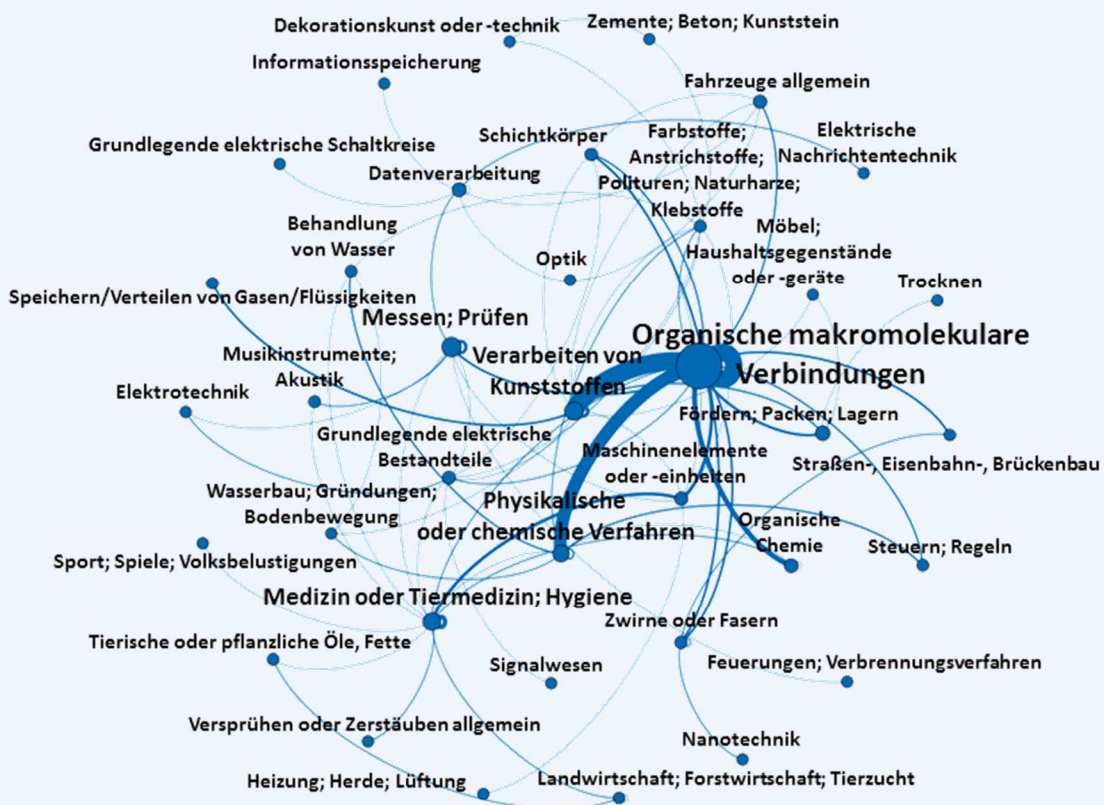 Dekorationskunst oder -technik
Zemente; Beton; Kunststein
Informationsspeicherung
Fahrzeuge allgemein
Grundlegende elektrische Schaltkreise
Schichtkörper
Farbstoffe;
Anstrichstoffe;
Polituren; Naturharze;
Klebstoffe
Elektrische
Nachrichtentechnik
Datenverarbeitung
Behandlung
von Wasser
Optik
Möbel;
Haushaltsgegenstände
oder -geräte
Trocknen
Speichern/Verteilen von Gasen/Flüssigkeiten
Messen; Prüfen
Organische makromolekulare
Verbindungen
Verarbeiten von
Kunststoffen
Musikinstrumente;
Akustik
Elektrotechnik
Fördern; Packen; Lagern
Grundlegende elektrische
Bestandteile
Maschinenelemente
oder -einheiten
Straßen-, Eisenbahn-, Brückenbau
Wasserbau; Gründungen;
Bodenbewegung
Physikalische
oder chemische Verfahren
Organische
Chemie
Steuern; Regeln
Sport; Spiele; Volksbelustigungen
Medizin oder Tiermedizin; Hygiene
Zwirne oder Fasern
Tierische oder pflanzliche Öle, Fette
Signalwesen
Feuerungen; Verbrennungsverfahren
Versprühen oder Zerstäuben allgemein
Nanotechnik
Heizung; Herde; Lüftung
Landwirtschaft; Forstwirtschaft; Tierzucht